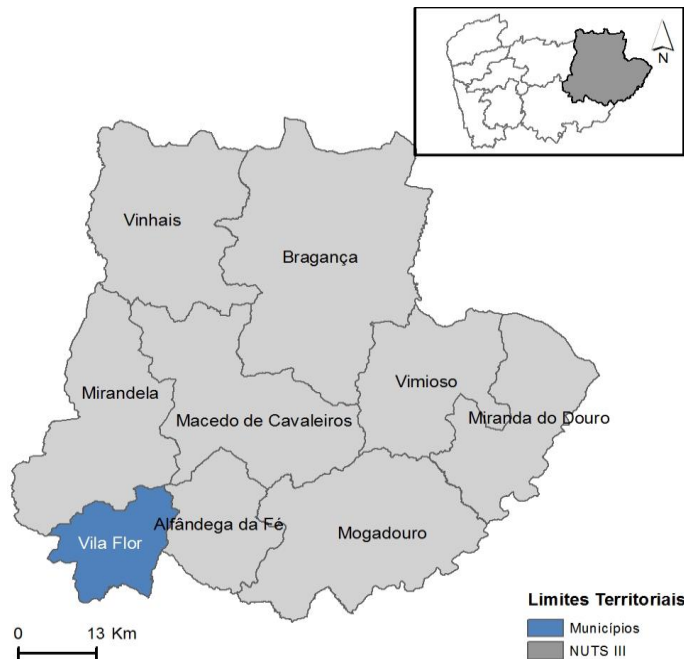 N
Vinhais
Bragança
Vimioso
Mirandela
Miranda do Douro
Macedo de Cavaleiros
Alfândega da Fé
Mogadouro
Vila Flor
Limites Territoriais
Municípios
NUTS III
0 13 Km